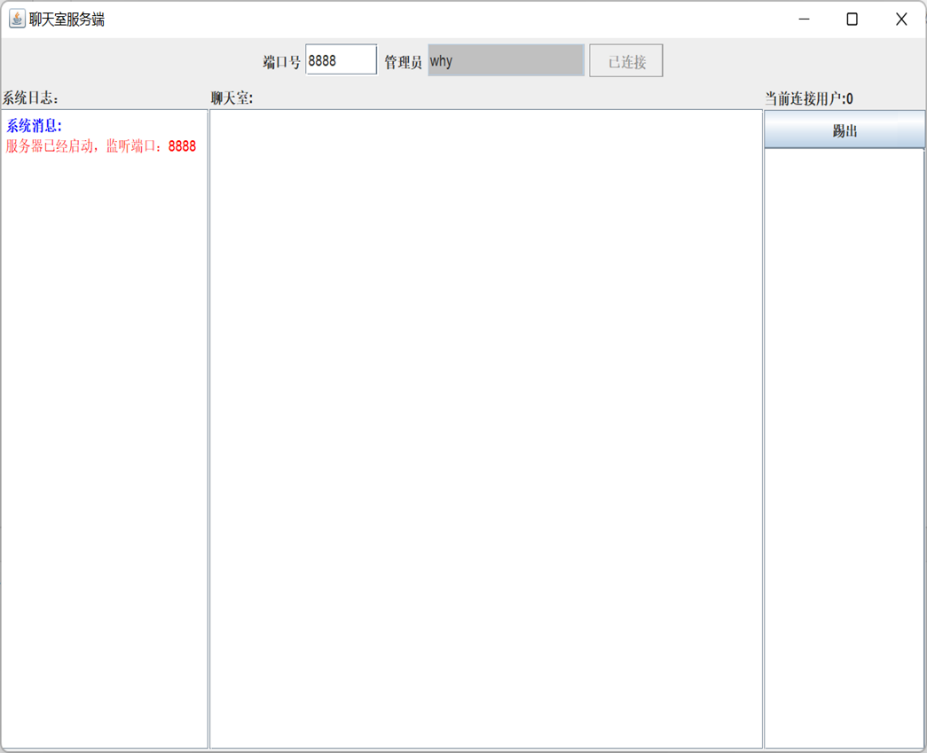 聊天室服务端
端口号 8888 管理员 why 已连接
系统日志: 聊天室: 当前连接用户:0
系统消息: 踢出
服务器已经启动，监听端口：8888